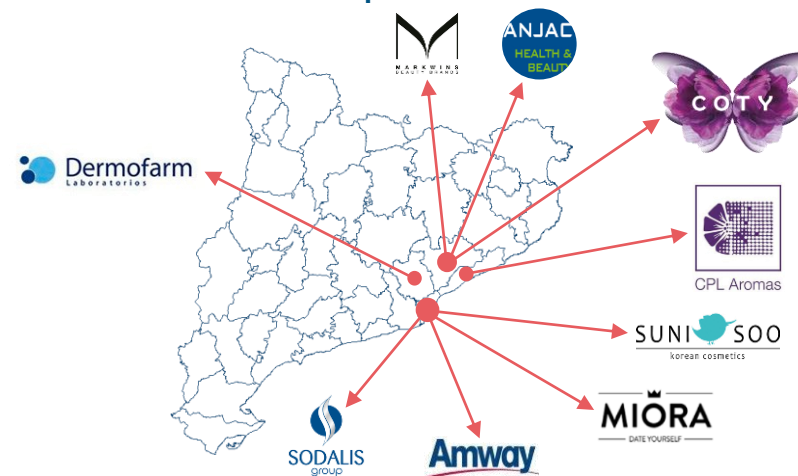 MARKWINS
BEAUTY BRANDS
ANJAC
HEALTH &
BEAUTY
COTY
Dermofarm
Laboratorios
CPL Aromas
SUNI SOO
korean cosmetics
MIORA
DATE YOURSELF
SODALIS
group
Amway